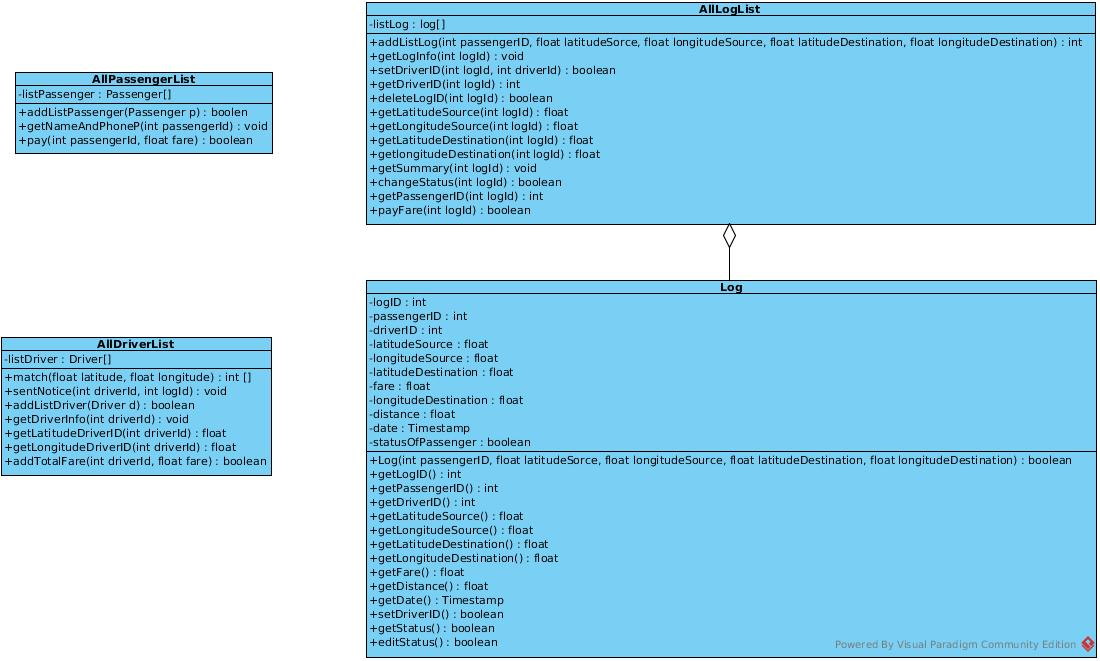 AllPassengerList
-listPassenger : Passenger[]
+addListPassenger(Passenger p) : boolen
+getNameAndPhoneP(int passengerId) : void
+pay(int passengerId, float fare) : boolean
AllLogList
-listLog : log[]
+addListLog(int passengerID, float latitudeSorce, float longitudeSource, float latitudeDestination, float longitudeDestination) : int
+getLogInfo(int logId) : void
+setDriverID(int logId, int driverId) : boolean
+getDriverID(int logId) : int
+deleteLogID(int logId) : boolean
+getLatitudeSource(int logId) : float
+getLongitudeSource(int logId) : float
+getLatitudeDestination(int logId) : float
+getlongitudeDestination(int logId) : float
+getSummary(int logId) : void
+changeStatus(int logId) : boolean
+getPassengerID(int logId) : int
+payFare(int logId) : boolean
AllDriverList
-listDriver : Driver[]
+match(float latitude, float longitude) : int []
+sentNotice(int driverId, int logId) : void
+addListDriver(Driver d) : boolean
+getDriverInfo(int driverId) : void
+getLatitudeDriverID(int driverId) : float
+getLongitudeDriverID(int driverId) : float
+addTotalFare(int driverId, float fare) : boolean
Log
-logID : int
-passengerID : int
-driverID : int
-latitudeSource : float
-longitudeSource : float
-latitudeDestination : float
-fare : float
-longitudeDestination : float
-distance : float
-date : Timestamp
-statusOfPassenger : boolean
+Log(int passengerID, float latitudeSorce, float longitudeSource, float latitudeDestination, float longitudeDestination) : boolean
+getLogID() : int
+getPassengerID() : int
+getDriverID() : int
+getLatitudeSource() : float
+getLongitudeSource() : float
+getLatitudeDestination() : float
+getLongitudeDestination() : float
+getFare() : float
+getDistance() : float
+getDate() : Timestamp
+setDriverID() : boolean
+getStatus() : boolean
+editStatus() : boolean
Powered By Visual Paradigm Community Edition